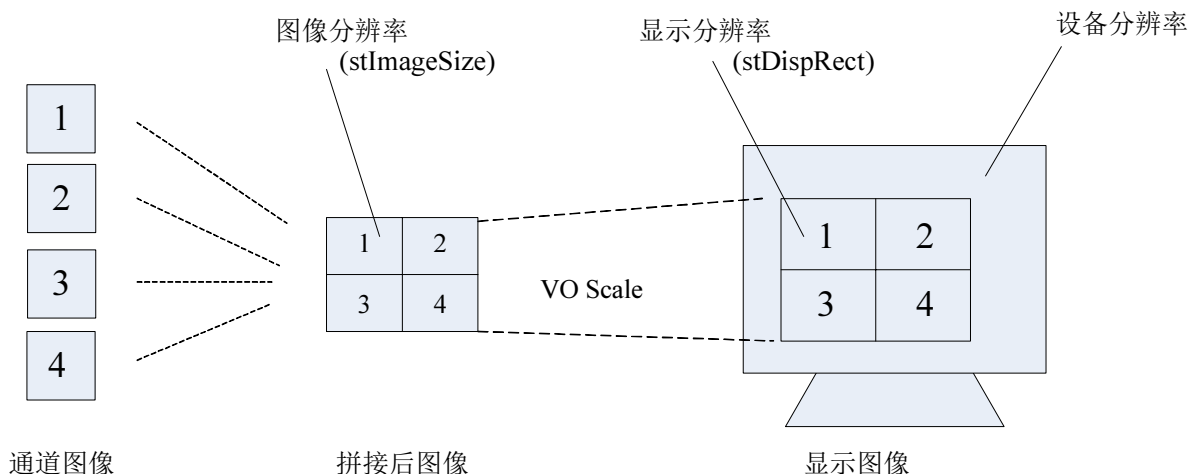 图像分辨率
(stImageSize)
显示分辨率
(stDispRect)
设备分辨率
1
2
3
4
1 2
3 4
VO Scale
1 2
3 4
通道图像
拼接后图像
显示图像